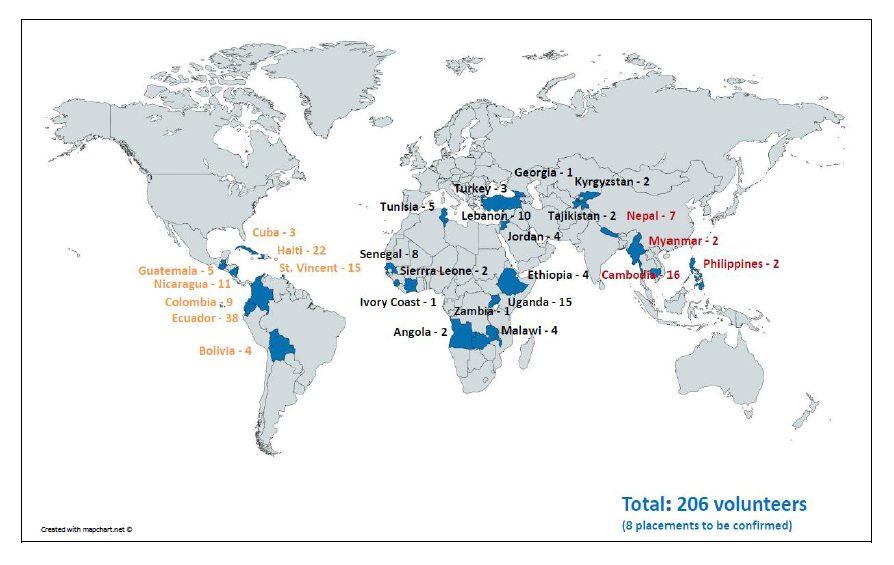 Georgia - 1
Kyrgyzstan - 2
Turkey - 3
Tunisia - 5
Lebanon - 10
Tajikistan - 2
Nepal - 7
Cuba - 3
Jordan - 4
Myanmar - 2
Haiti - 22
Senegal - 8
Philippines - 2
St. Vincent - 15
Guatemala - 5
Sierrra Leone - 2
Ethiopia - 4
Cambodia - 16
Nicaragua - 11
Colombia - 9
Ivory Coast - 1
Uganda - 15
Zambia - 1
Ecuador - 38
Angola - 2
Malawi - 4
Bolivia - 4
Total: 206 volunteers
(8 placements to be confirmed)
Created with mapchart.net ©